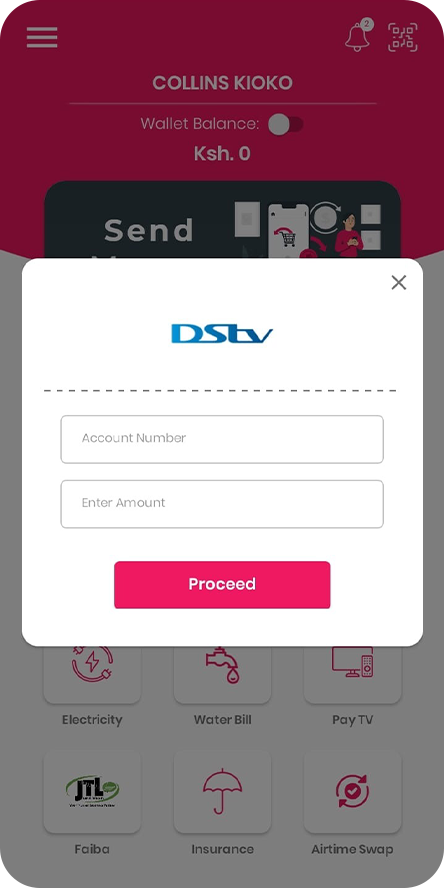 2
COLLINS KIOKO
Wallet Balance:
Ksh. 0
Send
DStv
Account Number
Enter Amount
Proceed
Electricity
Water Bill
Pay TV
JTL
Faiba
Insurance
Airtime Swap